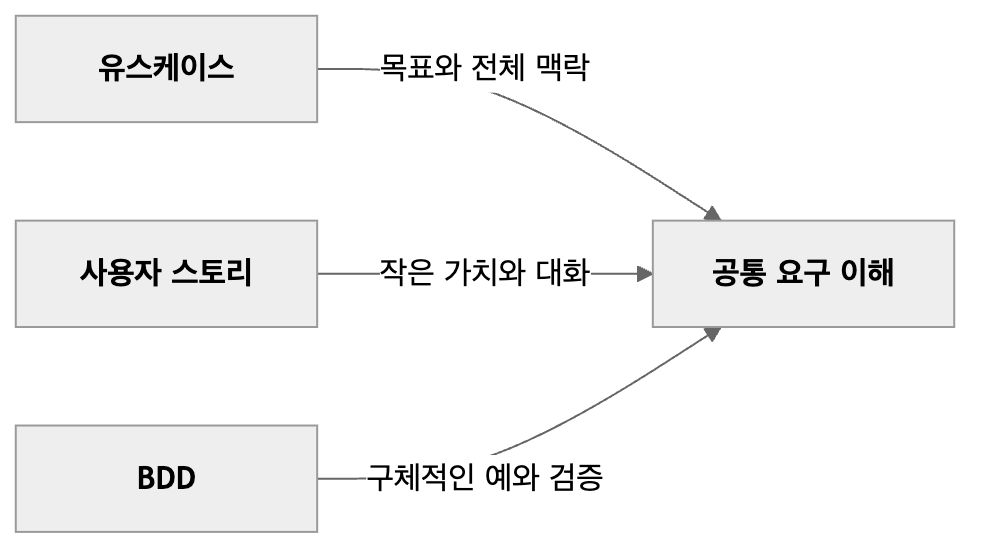 유스케이스
목표와 전체 맥락
사용자 스토리
작은 가치와 대화
공통 요구 이해
BDD
구체적인 예와 검증